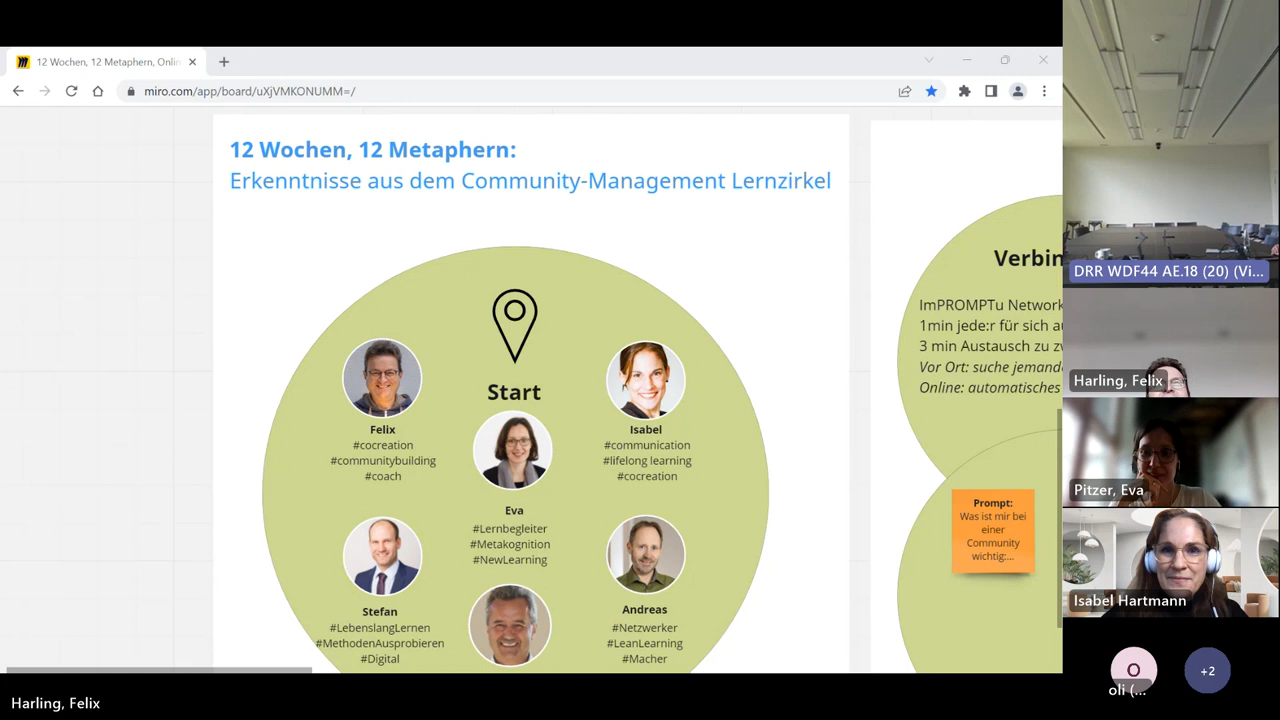 12 Wochen, 12 Metaphern, Onlin
miro.com/app/board/uXjVMKONUMM=/
12 Wochen, 12 Metaphern:
Erkenntnisse aus dem Community-Management Lernzirkel
Start
Felix
#cocreation
#communitybuilding
#coach
Isabel
#communication
#lifelong learning
#cocreation
Eva
#Lernbegleiter
#Metakognition
#NewLearning
Stefan
#LebenslangLernen
#MethodenAusprobieren
#Digital
Andreas
#Netzwerker
#LeanLearning
#Macher
Verbin
ImPROMPTu Network
1min jede:r für sich au
3 min Austausch zu zw
Vor Ort: suche jemand
Online: automatisches
Prompt:
Was ist mir bei
einer
Community
wichtig:...
DRR WDF44 AE.18 (20) (Vi...
Harling, Felix
Pitzer, Eva
Isabel Hartmann
O
oli (...
+2
Harling, Felix